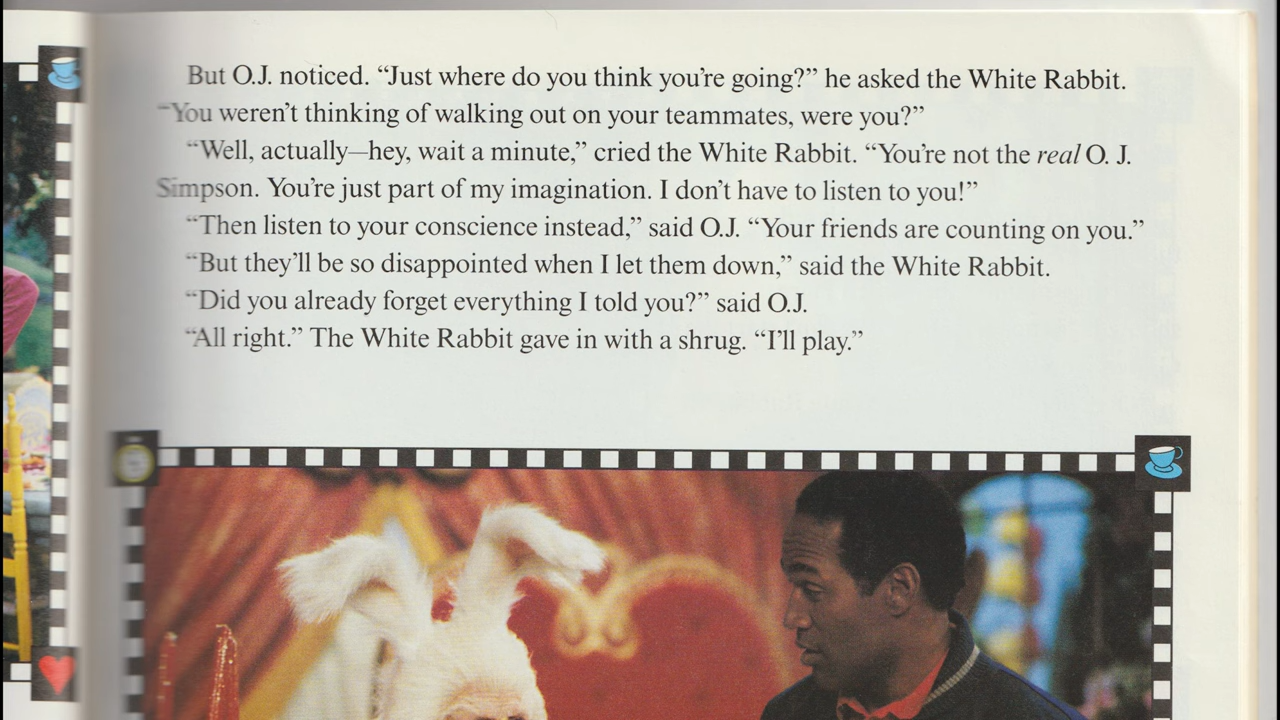 But O.J. noticed. “Just where do you think you’re going?” he asked the White Rabbit.
“You weren’t thinking of walking out on your teammates, were you?”
“Well, actually—hey, wait a minute,” cried the White Rabbit. “You’re not the real O. J.
Simpson. You’re just part of my imagination. I don’t have to listen to you!”
“Then listen to your conscience instead,” said O.J. “Your friends are counting on you.”
“But they’ll be so disappointed when I let them down,” said the White Rabbit.
“Did you already forget everything I told you?” said O.J.
“All right.” The White Rabbit gave in with a shrug. “I’ll play.”